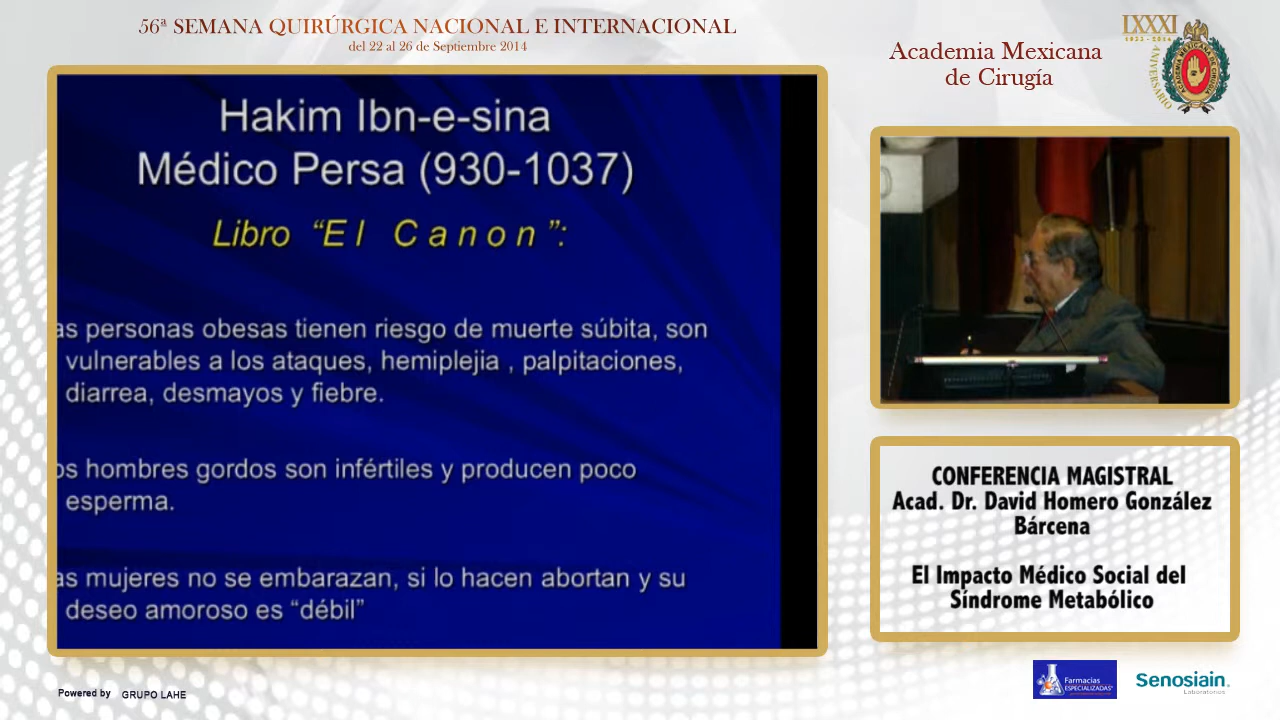 56ª SEMANA QUIRÚRGICA NACIONAL E INTERNACIONAL
del 22 al 26 de Septiembre 2014
Academia Mexicana
de Cirugía
LXXXI
1933 - 2014
ANIVERSARIO
Hakim Ibn-e-sina
Médico Persa (930-1037)
Libro “El Canon”:
as personas obesas tienen riesgo de muerte súbita, son
vulnerables a los ataques, hemiplejia , palpitaciones,
diarrea, desmayos y fiebre.
os hombres gordos son infértiles y producen poco
esperma.
as mujeres no se embarazan, si lo hacen abortan y su
deseo amoroso es “débil”
CONFERENCIA MAGISTRAL
Acad. Dr. David Homero González
Bárcena
El Impacto Médico Social del
Síndrome Metabólico
Powered by GRUPO LAHE
Farmacias
ESPECIALIZADAS
Senosiain
Laboratorios